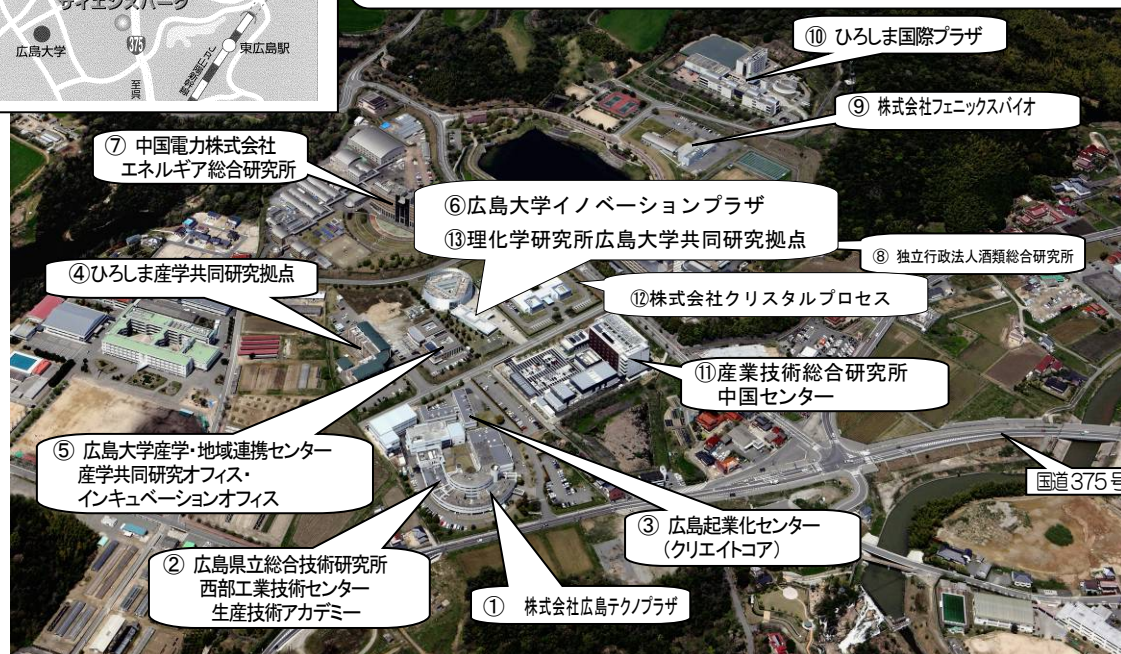 サイエンスパーク
広島大学
375
東広島駅
至呉
⑩ ひろしま国際プラザ
⑨ 株式会社フェニックスバイオ
⑦ 中国電力株式会社
エネルギア総合研究所
⑥広島大学イノベーションプラザ
⑬理化学研究所広島大学共同研究拠点
⑧ 独立行政法人酒類総合研究所
④ひろしま産学共同研究拠点
⑫株式会社クリスタルプロセス
⑪産業技術総合研究所
中国センター
⑤ 広島大学産学・地域連携センター
産学共同研究オフィス・
インキュベーションオフィス
国道375号
③ 広島起業化センター
(クリエイトコア)
② 広島県立総合技術研究所
西部工業技術センター
生産技術アカデミー
① 株式会社広島テクノプラザ